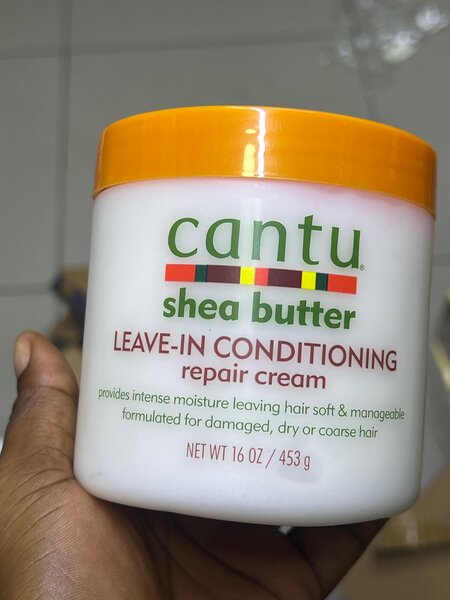 cantu®
shea butter
LEAVE-IN CONDITIONING
repair cream
provides intense moisture leaving hair soft & manageable
formulated for damaged, dry or coarse hair
NET WT 16 OZ / 453 g